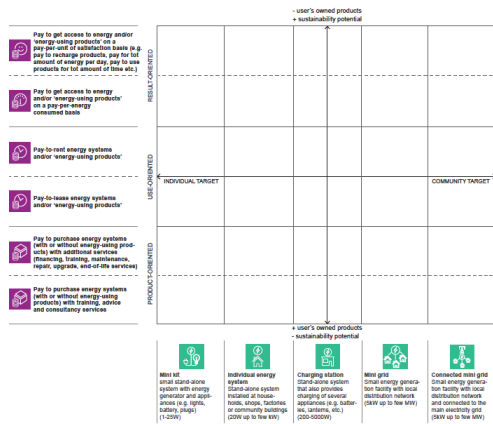 - user's owned products
+ sustainability potential
Pay to get access to energy and/or
'energy-using products' on a
pay-per-unit of satisfaction basis (e.g.
pay to recharge products, pay for tot
amount of energy per day, pay to use
products for tot amount of time etc.)
RESULT-ORIENTED
Pay to get access to energy
and/or 'energy-using products'
on a pay-per-energy
consumed basis
Pay-to-rent energy systems
and/or 'energy-using products'
USE-ORIENTED
INDIVIDUAL TARGET
COMMUNITY TARGET
Pay-to-lease energy systems
and/or 'energy-using products'
Pay to purchase energy systems
(with or without energy-using prod-
ucts) with additional services
(financing, training, maintenance,
repair, upgrade, end-of-life services)
PRODUCT-ORIENTED
Pay to purchase energy systems
(with or without energy-using
products) with training, advice
and consultancy services
+ user's owned products
- sustainability potential
Mini kit
small stand-alone
system with energy
generator and appli-
ances (e.g. lights,
battery, plugs)
(1-25W)
Individual energy
system
Stand-alone system
installed at house-
holds, shops, factories
or community buildings
(20W up to few kW)
Charging station
Stand-alone system
that also provides
charging of several
appliances (e.g. batter-
ies, lanterns, etc.)
(200-5000W)
Mini grid
Small energy genera-
tion facility with local
distribution network
(5kW up to few MW)
Connected mini grid
Small energy genera-
tion facility with local
distribution network
and connected to the
main electricity grid
(5kW up to few MW)